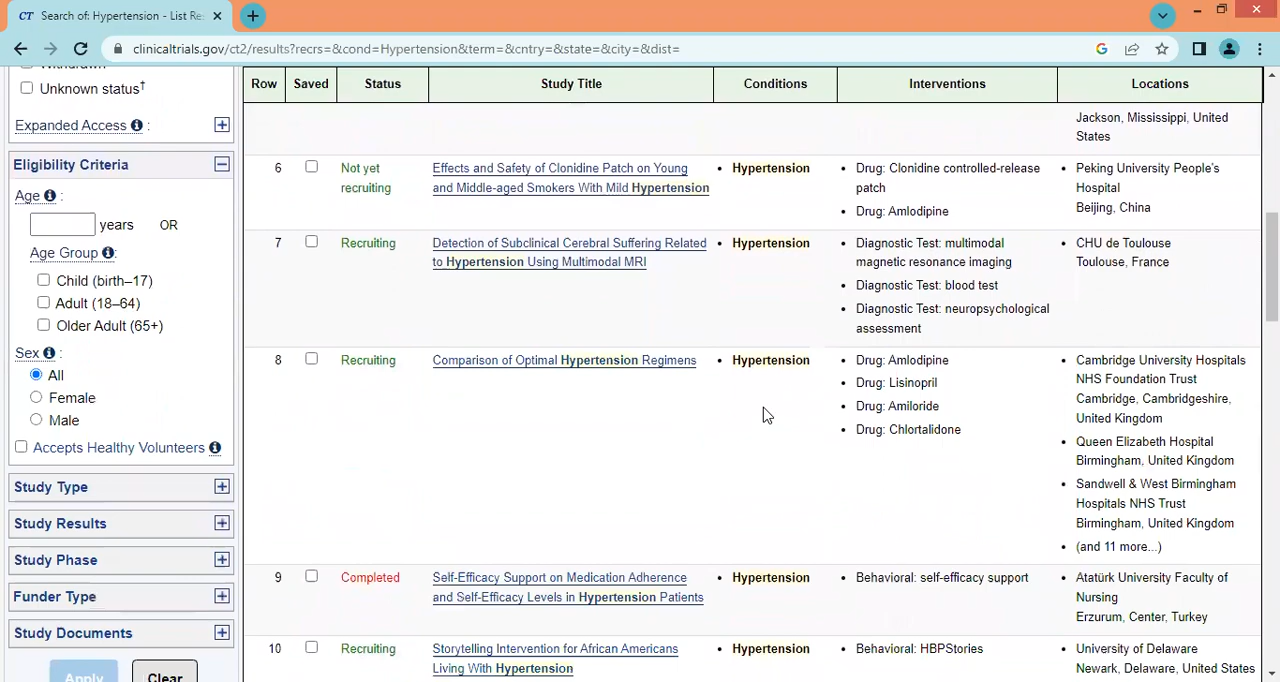 CT Search of: Hypertension - List Re
clinicaltrials.gov/ct2/results?recrs=&cond=Hypertension&term=&cntry=&state=&city=&dist=
Withdrawn
Unknown status†
Expanded Access :
Eligibility Criteria
Age :
years OR
Age Group :
Child (birth–17)
Adult (18–64)
Older Adult (65+)
Sex :
All
Female
Male
Accepts Healthy Volunteers
Study Type
Study Results
Study Phase
Funder Type
Study Documents
Apply Clear
Row Saved Status Study Title Conditions Interventions Locations
Jackson, Mississippi, United
States
6
Not yet
recruiting
Effects and Safety of Clonidine Patch on Young
and Middle-aged Smokers With Mild Hypertension
• Hypertension
• Drug: Clonidine controlled-release
patch
• Drug: Amlodipine
• Peking University People's
Hospital
Beijing, China
7
Recruiting
Detection of Subclinical Cerebral Suffering Related
to Hypertension Using Multimodal MRI
• Hypertension
• Diagnostic Test: multimodal
magnetic resonance imaging
• Diagnostic Test: blood test
• Diagnostic Test: neuropsychological
assessment
• CHU de Toulouse
Toulouse, France
8
Recruiting
Comparison of Optimal Hypertension Regimens
• Hypertension
• Drug: Amlodipine
• Drug: Lisinopril
• Drug: Amiloride
• Drug: Chlortalidone
• Cambridge University Hospitals
NHS Foundation Trust
Cambridge, Cambridgeshire,
United Kingdom
• Queen Elizabeth Hospital
Birmingham, United Kingdom
• Sandwell & West Birmingham
Hospitals NHS Trust
Birmingham, United Kingdom
• (and 11 more...)
9
Completed
Self-Efficacy Support on Medication Adherence
and Self-Efficacy Levels in Hypertension Patients
• Hypertension
• Behavioral: self-efficacy support
• Atatürk University Faculty of
Nursing
Erzurum, Center, Turkey
10
Recruiting
Storytelling Intervention for African Americans
Living With Hypertension
• Hypertension
• Behavioral: HBPStories
• University of Delaware
Newark, Delaware, United States